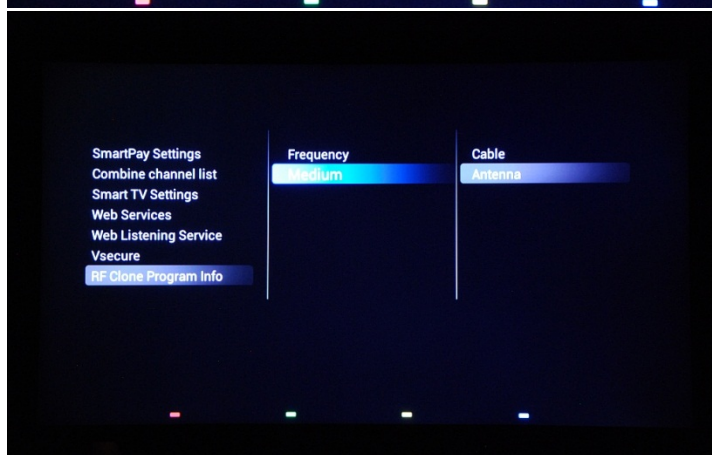 SmartPay Settings
Combine channel list
Smart TV Settings
Web Services
Web Listening Service
Vsecure
RF Clone Program Info
Frequency
Medium
Cable
Antenna